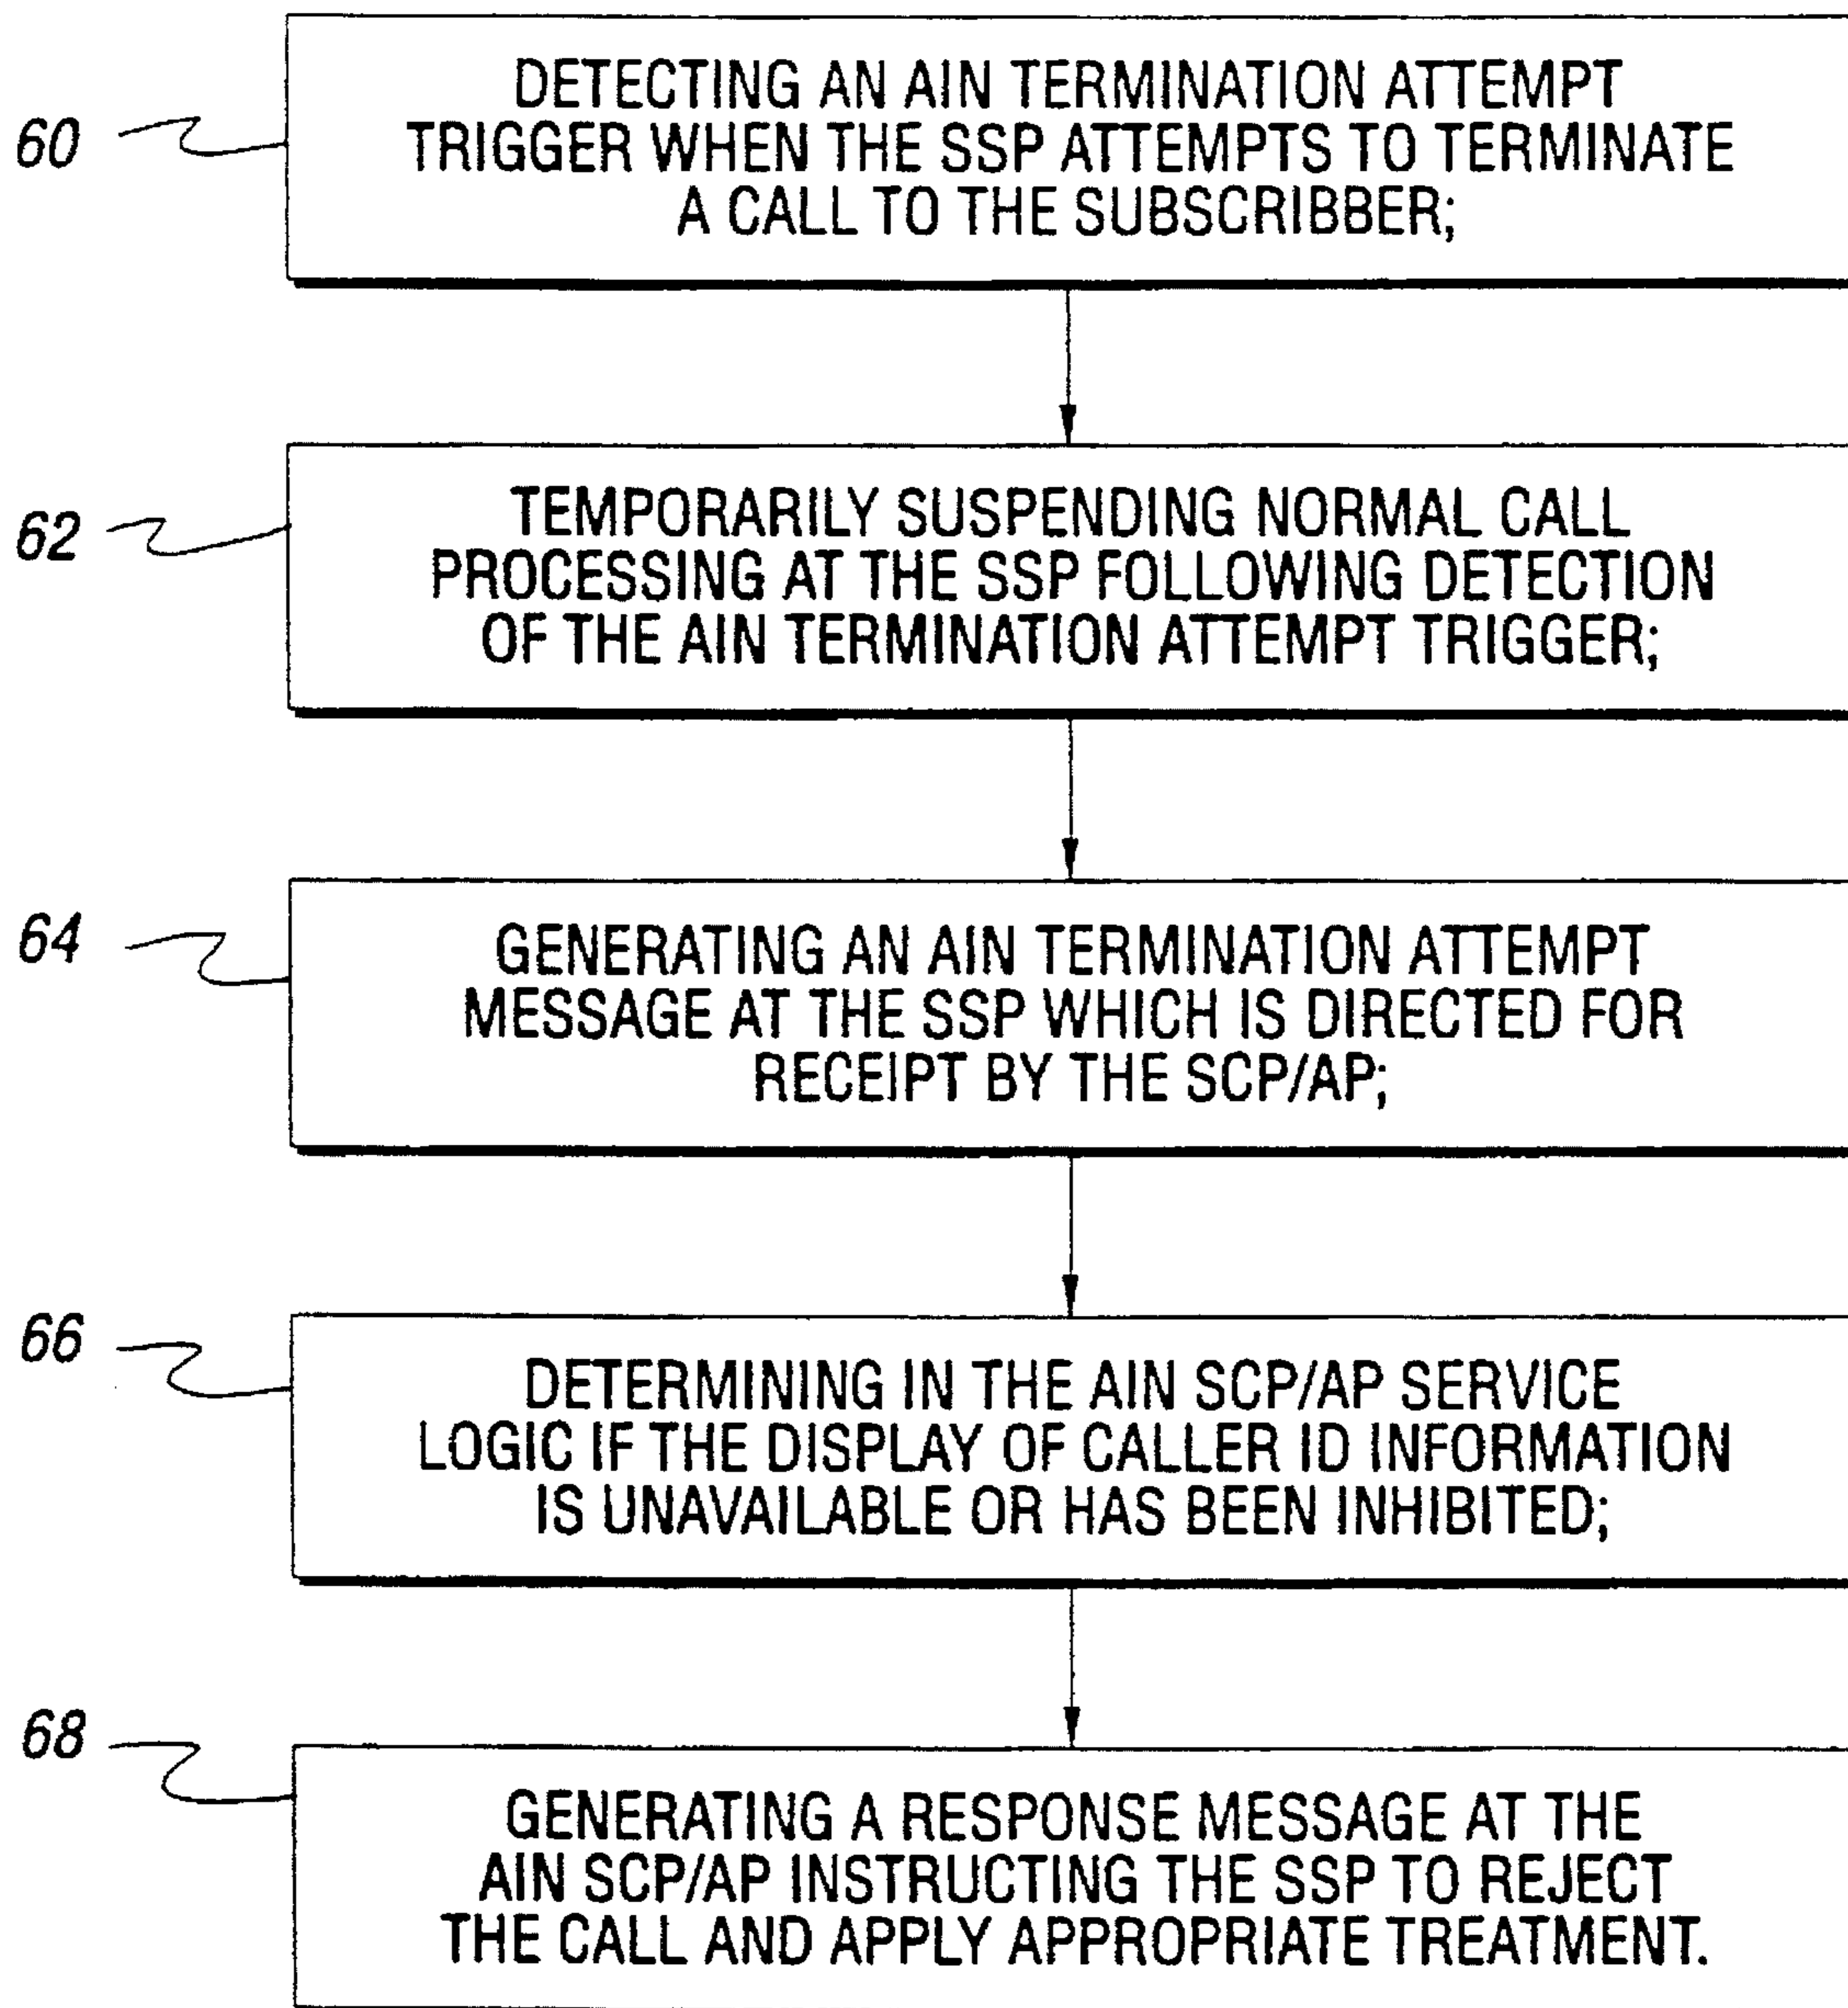 60
DETECTING AN AIN TERMINATION ATTEMPT
TRIGGER WHEN THE SSP ATTEMPTS TO TERMINATE
A CALL TO THE SUBSCRIBBER;
62
TEMPORARILY SUSPENDING NORMAL CALL
PROCESSING AT THE SSP FOLLOWING DETECTION
OF THE AIN TERMINATION ATTEMPT TRIGGER;
64
GENERATING AN AIN TERMINATION ATTEMPT
MESSAGE AT THE SSP WHICH IS DIRECTED FOR
RECEIPT BY THE SCP/AP;
66
DETERMINING IN THE AIN SCP/AP SERVICE
LOGIC IF THE DISPLAY OF CALLER ID INFORMATION
IS UNAVAILABLE OR HAS BEEN INHIBITED;
68
GENERATING A RESPONSE MESSAGE AT THE
AIN SCP/AP INSTRUCTING THE SSP TO REJECT
THE CALL AND APPLY APPROPRIATE TREATMENT.